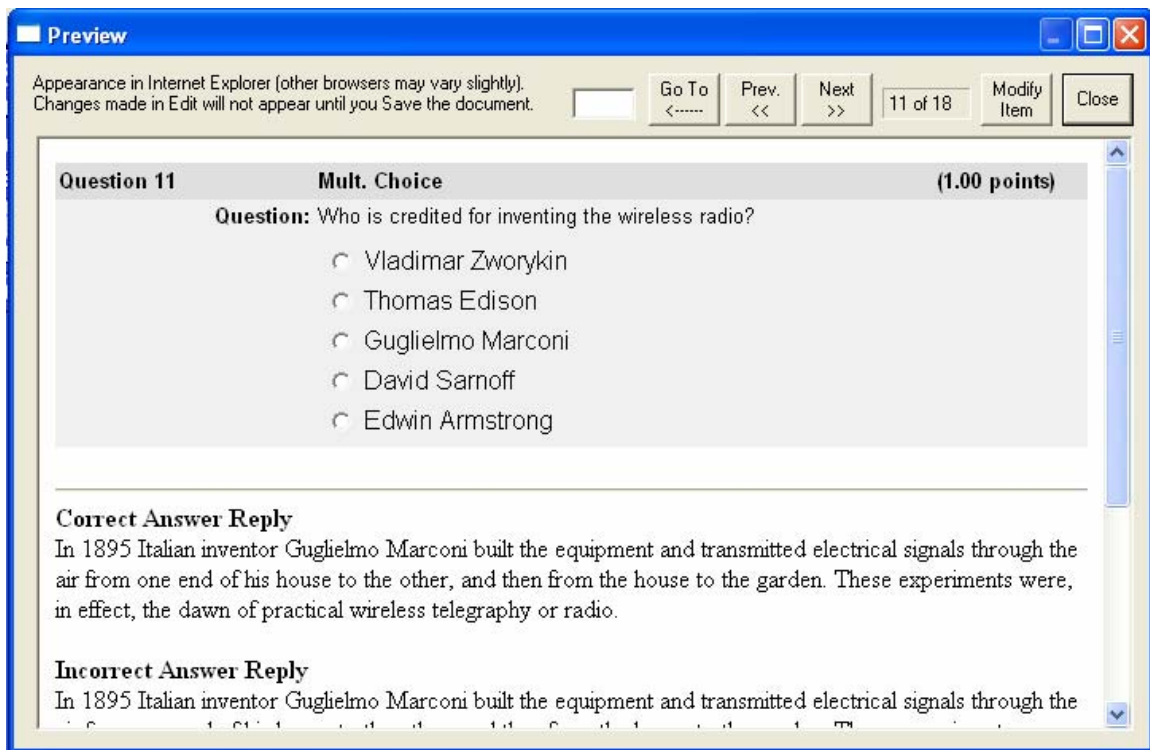 Preview
Appearance in Internet Explorer (other browsers may vary slightly).
Changes made in Edit will not appear until you Save the document.
Go To
<------
Prev.
<<
Next
>>
11 of 18
Modify
Item
Close
Question 11 Mult. Choice (1.00 points)
Question: Who is credited for inventing the wireless radio?
Vladimar Zworykin
Thomas Edison
Guglielmo Marconi
David Sarnoff
Edwin Armstrong
Correct Answer Reply
In 1895 Italian inventor Guglielmo Marconi built the equipment and transmitted electrical signals through the
air from one end of his house to the other, and then from the house to the garden. These experiments were,
in effect, the dawn of practical wireless telegraphy or radio.
Incorrect Answer Reply
In 1895 Italian inventor Guglielmo Marconi built the equipment and transmitted electrical signals through the